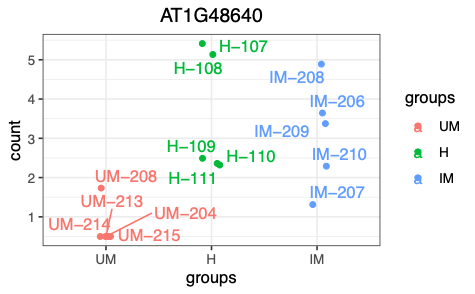 AT1G48640
count
5
4
3
2
1
H−107
H−108
IM−208
IM−206
IM−209
H−109
H−110
IM−210
H−111
UM−208
IM−207
UM−213
UM−204
UM−214
UM−215
UM
H
IM
groups
groups
a UM
a H
a IM